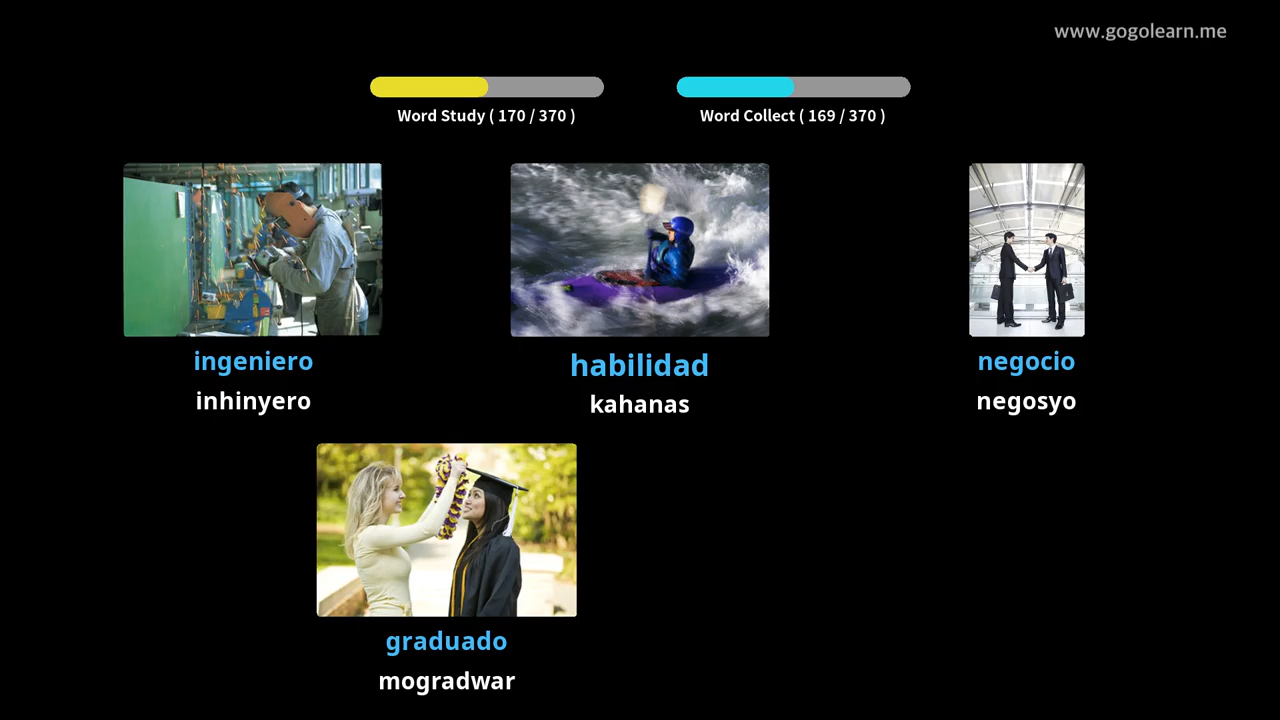 www.gogolearn.me
Word Study ( 170 / 370 )
Word Collect ( 169 / 370 )
ingeniero
inhinyero
habilidad
kahanas
negocio
negosyo
graduado
mogradwar